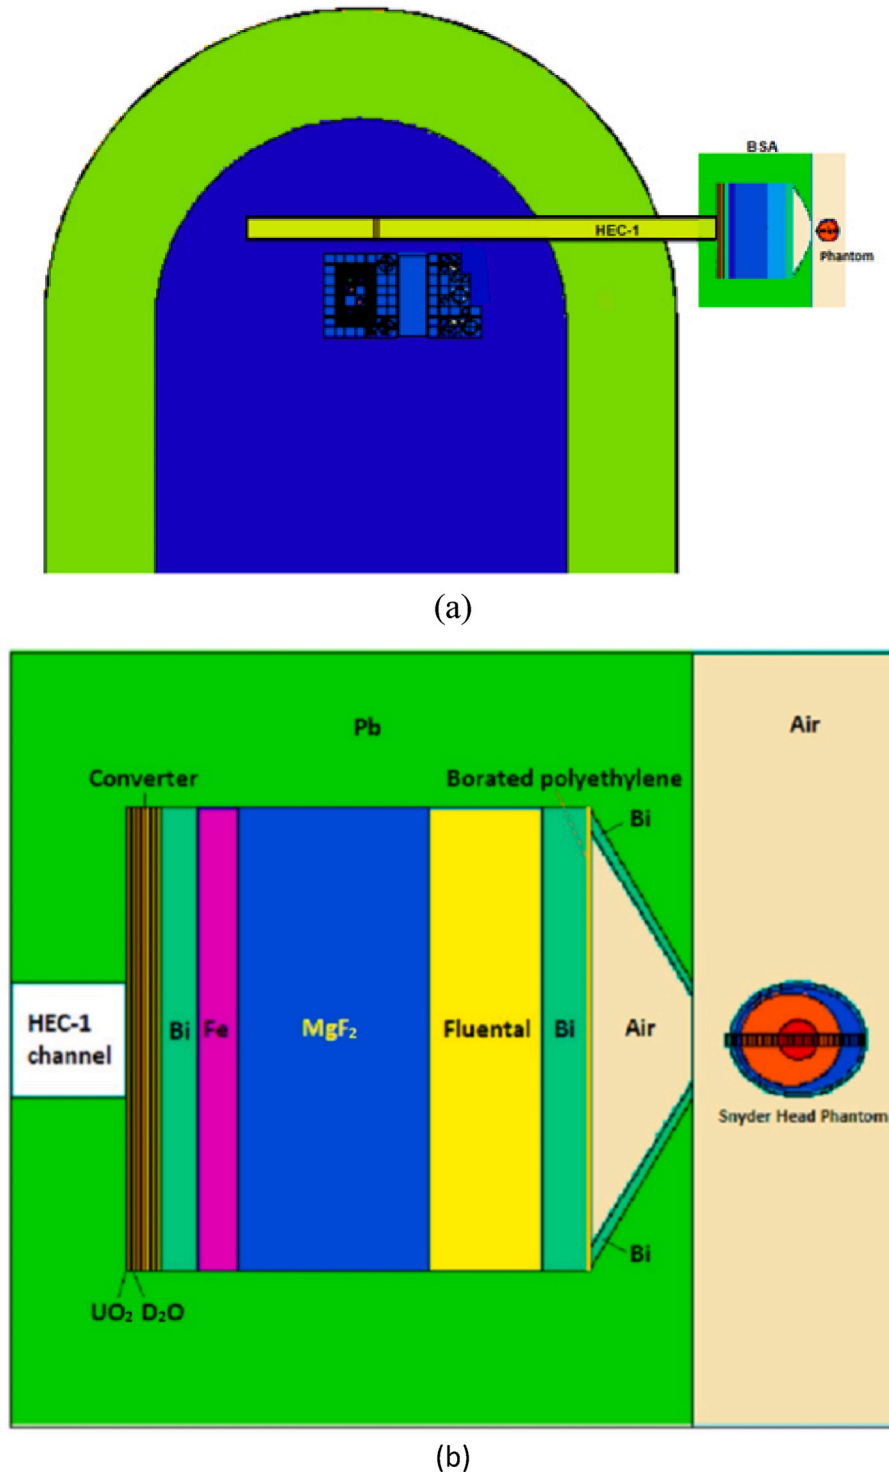 BSA
HEC-1
Phantom
(a)
Pb
Air
Converter
Borated polyethylene
Bi
HEC-1
channel
Bi
Fe
MgF₂
Fluental
Bi
Air
Snyder Head Phantom
Bi
UO₂ D₂O
(b)